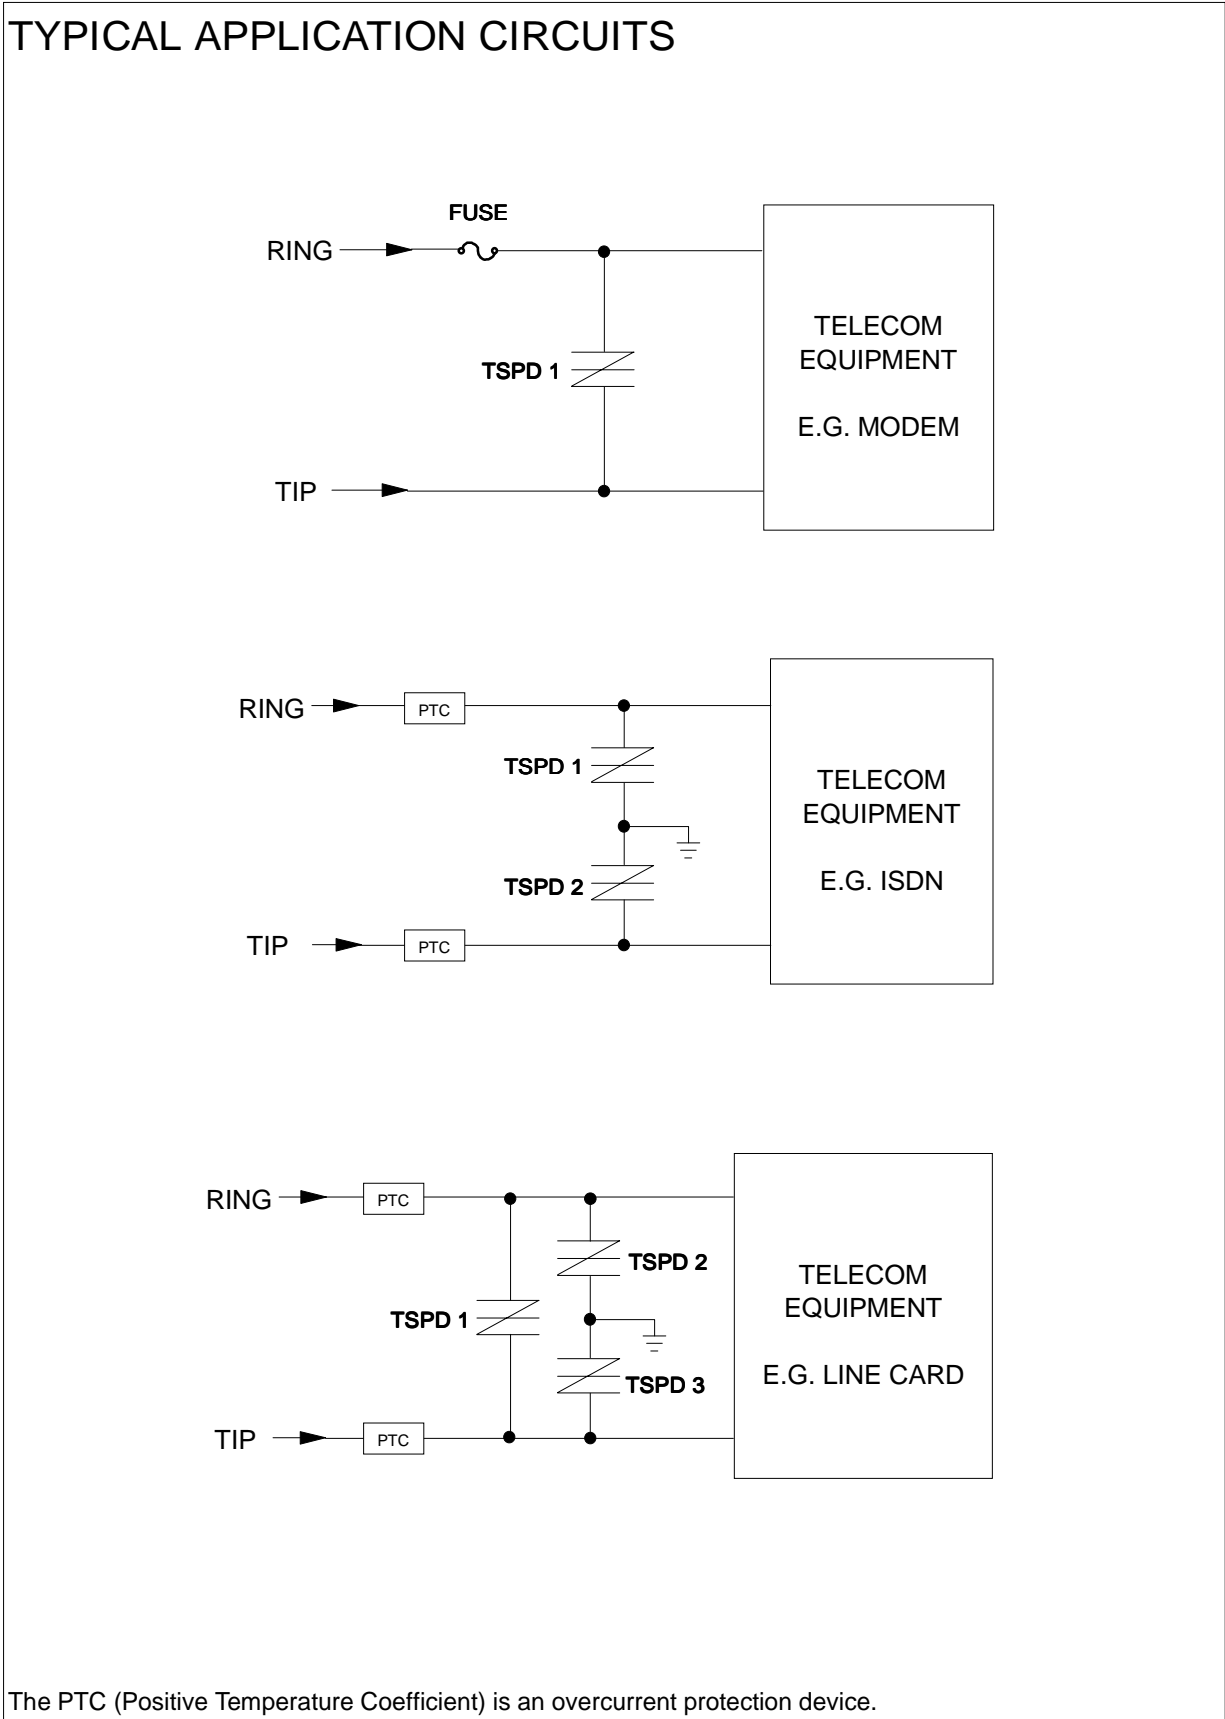 TYPICAL APPLICATION CIRCUITS
FUSE
RING
TSPD 1
TIP
TELECOM
EQUIPMENT
E.G. MODEM
RING
PTC
TSPD 1
TSPD 2
TIP
PTC
TELECOM
EQUIPMENT
E.G. ISDN
RING
PTC
TSPD 2
TSPD 1
TSPD 3
TIP
PTC
TELECOM
EQUIPMENT
E.G. LINE CARD
The PTC (Positive Temperature Coefficient) is an overcurrent protection device.